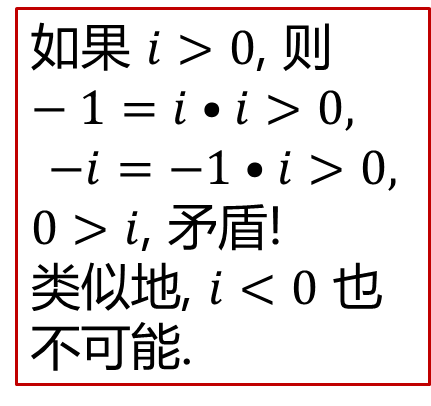 如果 𝑖 > 0, 则
− 1 = 𝑖 • 𝑖 > 0,
−𝑖 = −1 • 𝑖 > 0,
0 > 𝑖, 矛盾!
类似地, 𝑖 < 0 也
不可能.